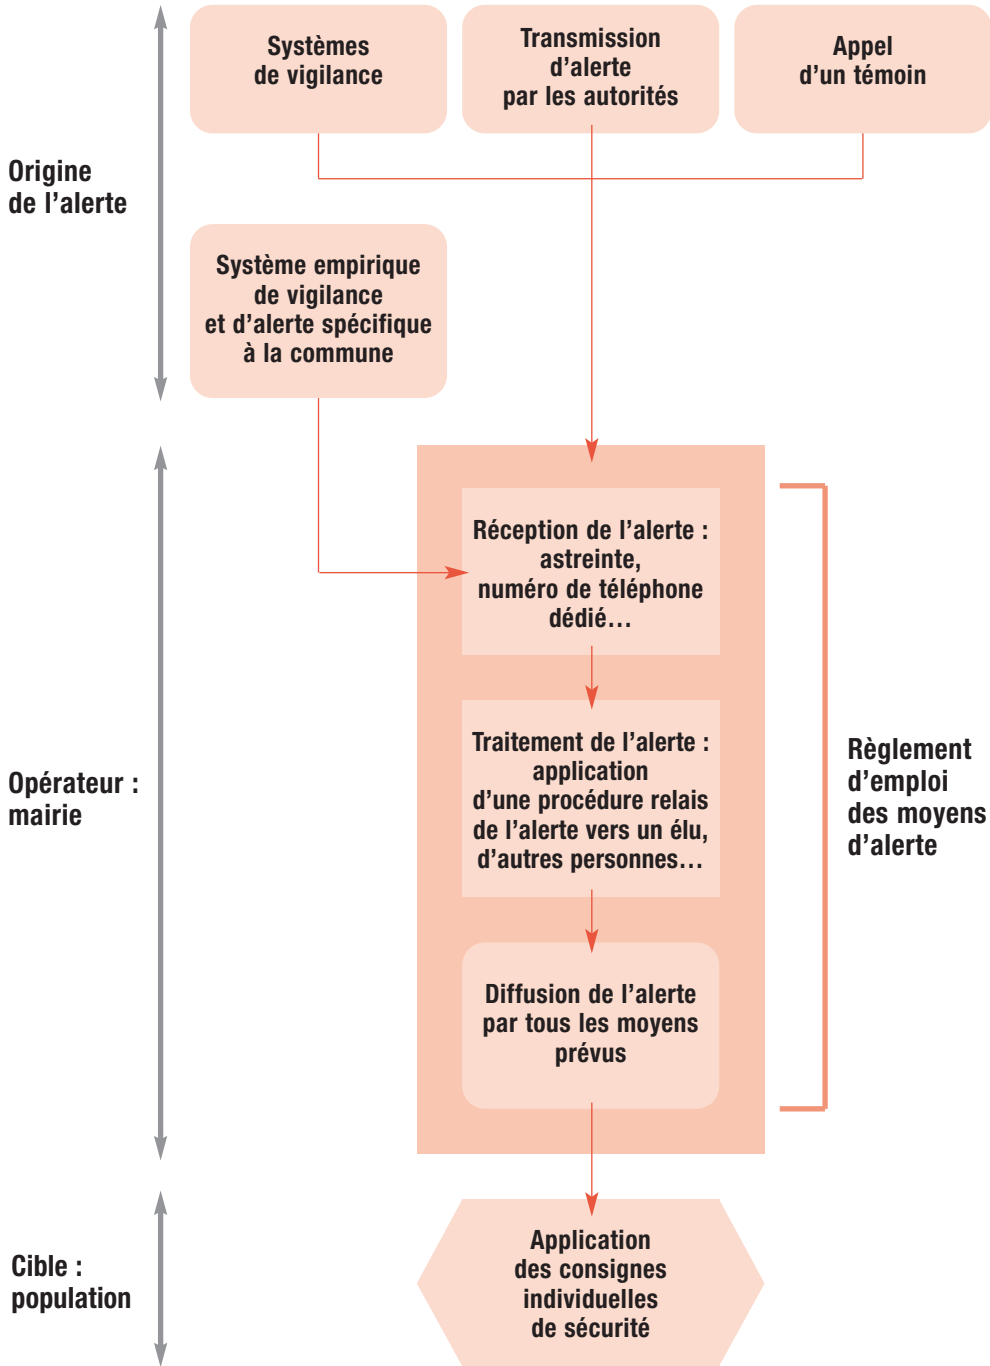 Systèmes
de vigilance
Transmission
d’alerte
par les autorités
Appel
d’un témoin
Origine
de l’alerte
Système empirique
de vigilance
et d’alerte spécifique
à la commune
Réception de l’alerte :
astreinte,
numéro de téléphone
dédié…
Traitement de l’alerte :
application
d’une procédure relais
de l’alerte vers un élu,
d’autres personnes…
Opérateur :
mairie
Règlement
d’emploi
des moyens
d’alerte
Diffusion de l’alerte
par tous les moyens
prévus
Cible :
population
Application
des consignes
individuelles
de sécurité